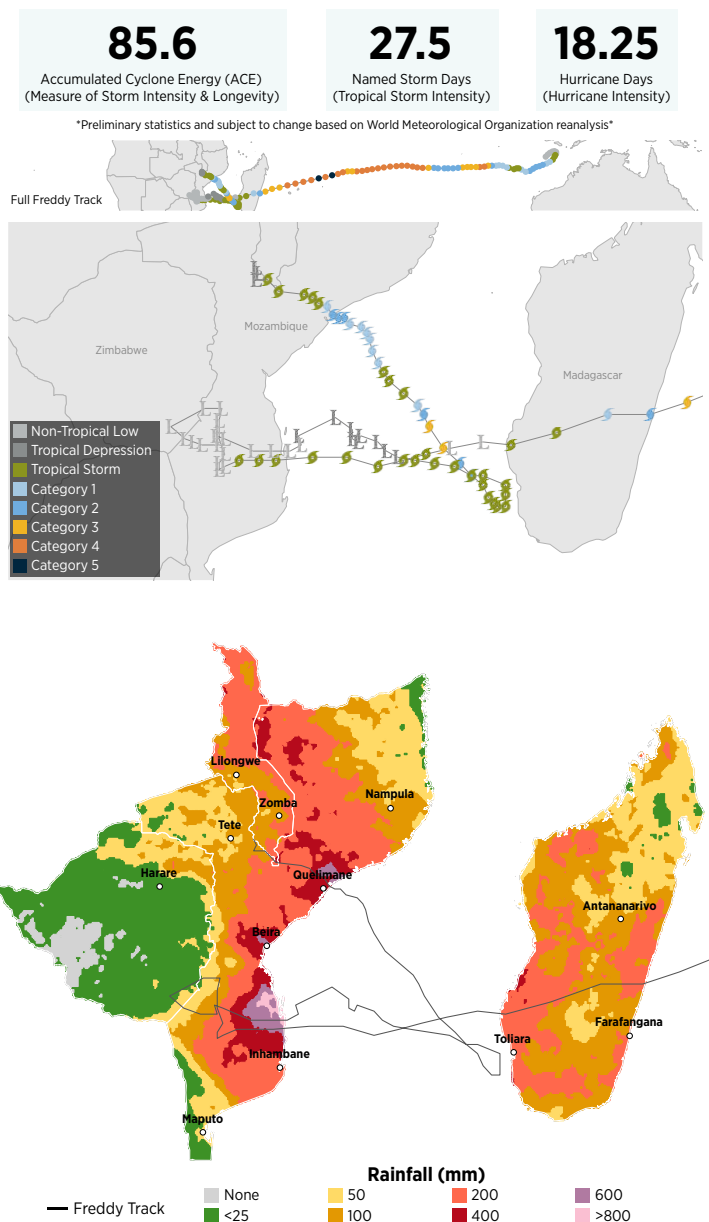 85.6
Accumulated Cyclone Energy (ACE)
(Measure of Storm Intensity & Longevity)
27.5
Named Storm Days
(Tropical Storm Intensity)
18.25
Hurricane Days
(Hurricane Intensity)
*Preliminary statistics and subject to change based on World Meteorological Organization reanalysis*
Full Freddy Track
Mozambique
Zimbabwe
Madagascar
Non-Tropical Low
Tropical Depression
Tropical Storm
Category 1
Category 2
Category 3
Category 4
Category 5
Lilongwe
Zomba
Nampula
Tete
Harare
Quelimane
Antananarivo
Beira
Farafangana
Toliara
Inhambane
Maputo
Rainfall (mm)
Freddy Track
None
50
200
600
<25
100
400
>800